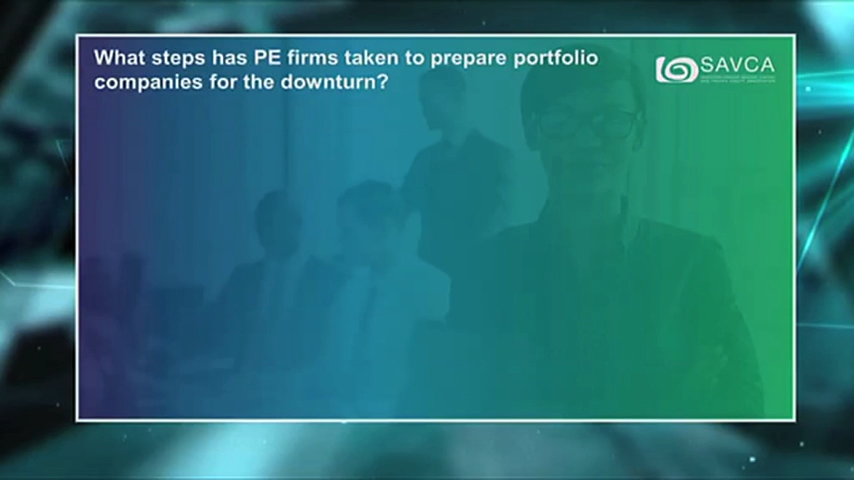 What steps has PE firms taken to prepare portfolio
companies for the downturn?
SAVCA